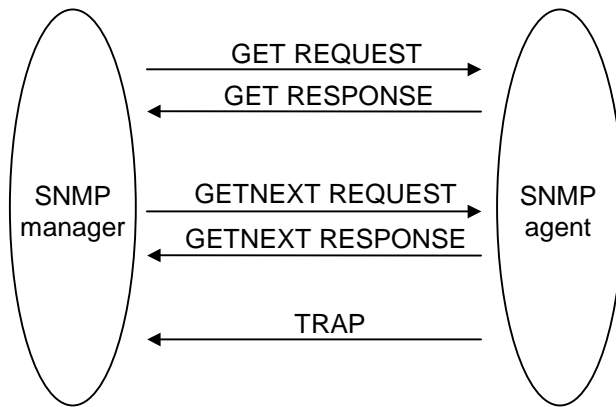 GET REQUEST
GET RESPONSE
SNMP
manager
GETNEXT REQUEST
GETNEXT RESPONSE
SNMP
agent
TRAP